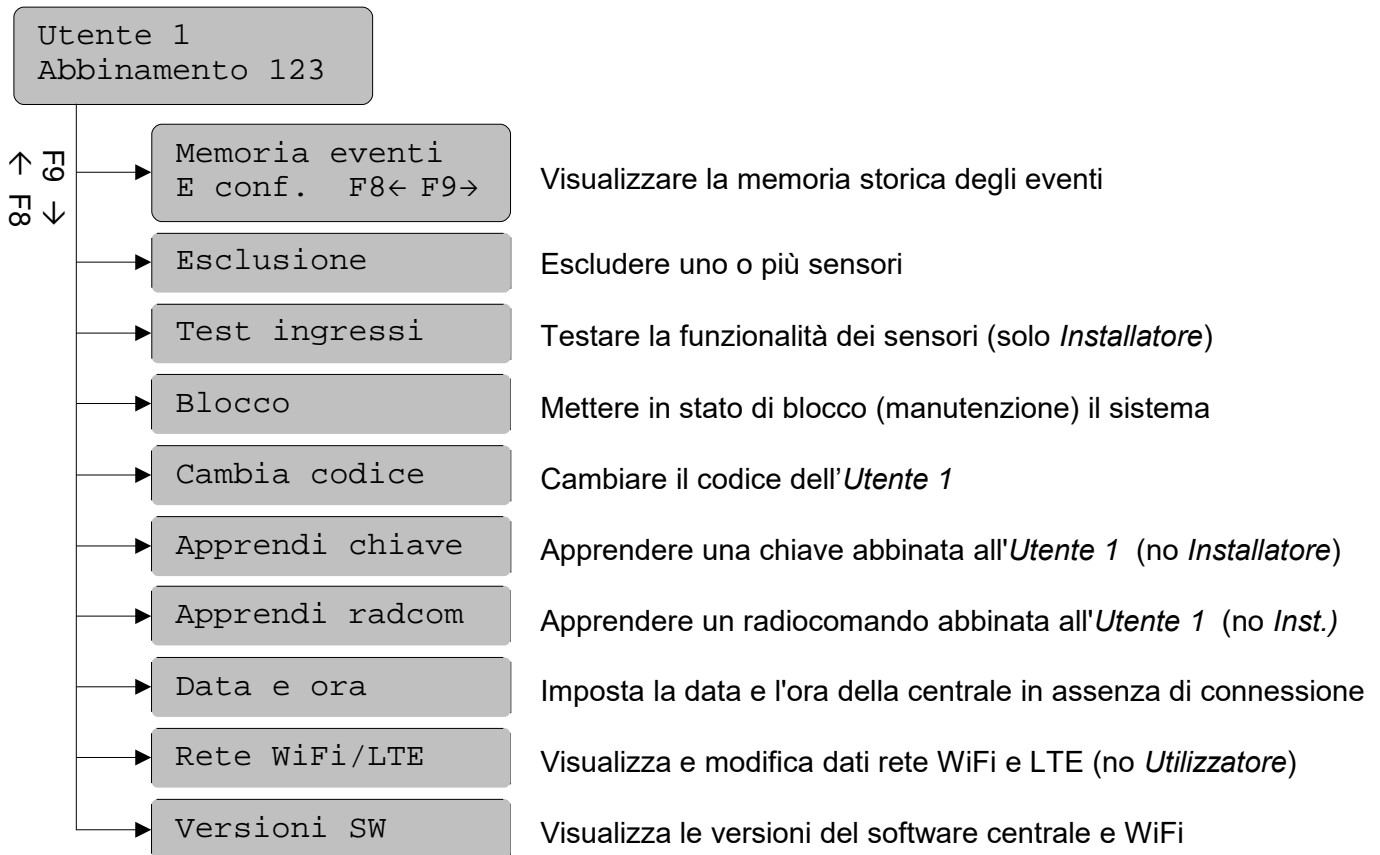 Utente 1
Abbinamento 123
F9 →
← F8
Memoria eventi
E conf. F8← F9→
Visualizzare la memoria storica degli eventi
Esclusione
Escludere uno o più sensori
Test ingressi
Testare la funzionalità dei sensori (solo Installatore)
Blocco
Mettere in stato di blocco (manutenzione) il sistema
Cambia codice
Cambiare il codice dell’Utente 1
Apprendi chiave
Apprendere una chiave abbinata all'Utente 1 (no Installatore)
Apprendi radcom
Apprendere un radiocomando abbinata all'Utente 1 (no Inst.)
Data e ora
Imposta la data e l'ora della centrale in assenza di connessione
Rete WiFi/LTE
Visualizza e modifica dati rete WiFi e LTE (no Utilizzatore)
Versioni SW
Visualizza le versioni del software centrale e WiFi